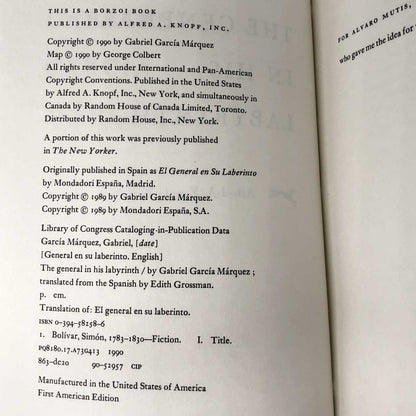 THIS IS A BORZOI BOOK
PUBLISHED BY ALFRED A. KNOPF, INC.
Copyright © 1990 by Gabriel García Márquez
Map © 1990 by George Colbert
All rights reserved under International and Pan-American
Copyright Conventions. Published in the United States
by Alfred A. Knopf, Inc., New York, and simultaneously in
Canada by Random House of Canada Limited, Toronto.
Distributed by Random House, Inc., New York.
A portion of this work was previously published
in The New Yorker.
Originally published in Spain as El General en Su Laberinto
by Mondadori España, Madrid.
Copyright © 1989 by Gabriel García Márquez.
Copyright © 1989 by Mondadori España, S.A.
Library of Congress Cataloging-in-Publication Data
García Márquez, Gabriel, [date]
[General en su laberinto. English]
The general in his labyrinth / by Gabriel García Márquez ;
translated from the Spanish by Edith Grossman.
p. cm.
Translation of: El general en su laberinto.
ISBN 0-394-58258-6
1. Bolívar, Simón, 1783–1830—Fiction. I. Title.
PQ8180.17.A73G413 1990
863—dc20 90-52957 CIP
Manufactured in the United States of America
First American Edition
FOR ALVARO MUTIS,
who gave me the idea for